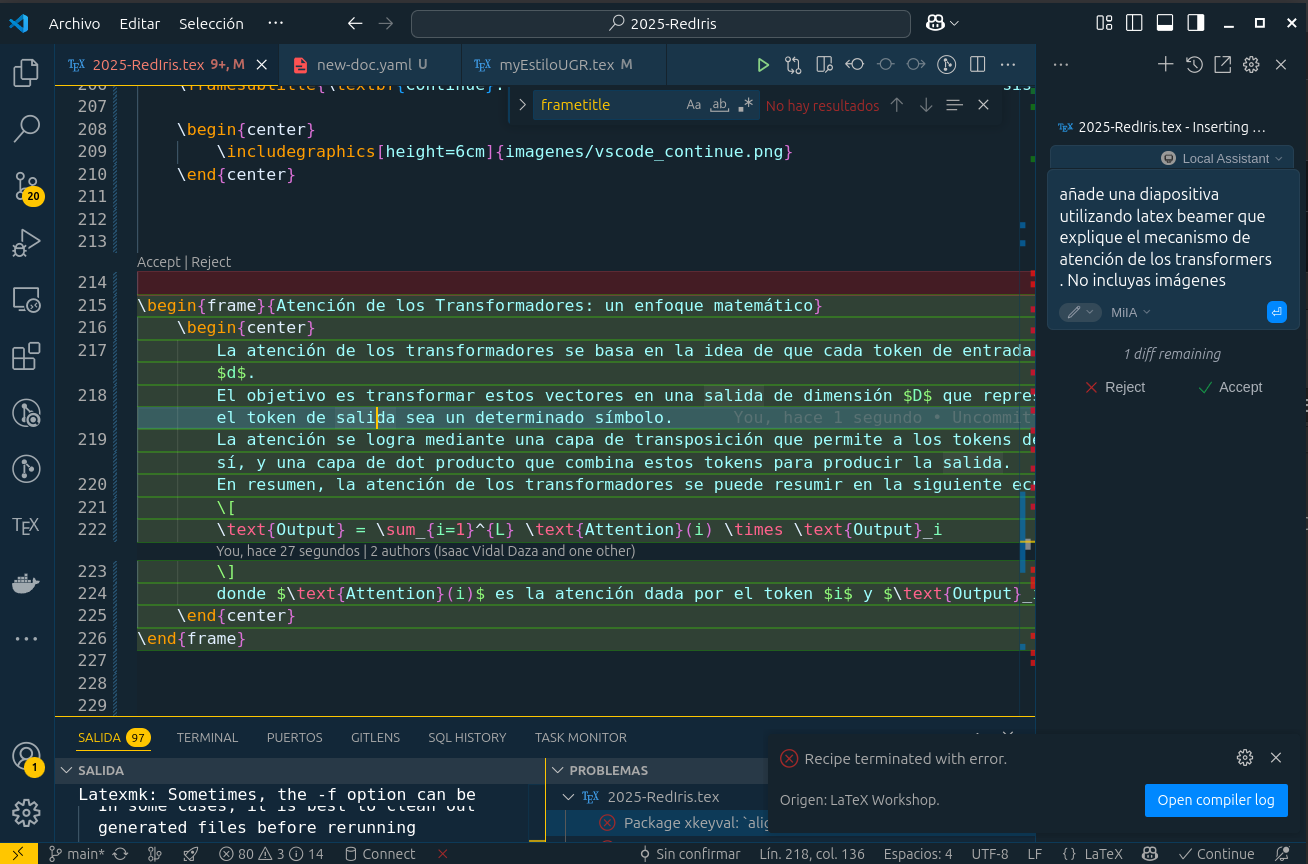 Archivo Editar Selección ··· 2025-RedIris
2025-RedIris.tex 9+, M new-doc.yaml U myEstiloUGR.tex M
frametitle Aa ab No hay resultados
207
208 \begin{center}
209 \includegraphics[height=6cm]{imagenes/vscode_continue.png}
210 \end{center}
211
212
213
Accept | Reject
214
215 \begin{frame}{Atención de los Transformadores: un enfoque matemático}
216 \begin{center}
217 La atención de los transformadores se basa en la idea de que cada token de entrada
$d$.
218 El objetivo es transformar estos vectores en una salida de dimensión $D$ que repres
el token de salida sea un determinado símbolo. You, hace 1 segundo • Uncommit
219 La atención se logra mediante una capa de transposición que permite a los tokens de
sí, y una capa de dot producto que combina estos tokens para producir la salida.
220 En resumen, la atención de los transformadores se puede resumir en la siguiente ec
221 \[
222 \text{Output} = \sum_{i=1}^{L} \text{Attention}(i) \times \text{Output}_i
You, hace 27 segundos | 2 authors (Isaac Vidal Daza and one other)
223 \]
224 donde $\text{Attention}(i)$ es la atención dada por el token $i$ y $\text{Output}_i
225 \end{center}
226 \end{frame}
227
228
229
2025-RedIris.tex - Inserting ...
Local Assistant
añade una diapositiva
utilizando latex beamer que
explique el mecanismo de
atención de los transformers
. No incluyas imágenes
MilA
1 diff remaining
Reject Accept
20
TEX
1
SALIDA 97 TERMINAL PUERTOS GITLENS SQL HISTORY TASK MONITOR
SALIDA
Latexmk: Sometimes, the -f option can be
in some cases, it is best to clean out
generated files before rerunning
PROBLEMAS
2025-RedIris.tex
Package xkeyval: `alig
Recipe terminated with error.
Origen: LaTeX Workshop.
Open compiler log
main* 80 3 14 Connect Sin confirmar Lín. 218, col. 136 Espacios: 4 UTF-8 LF { } LaTeX Continue